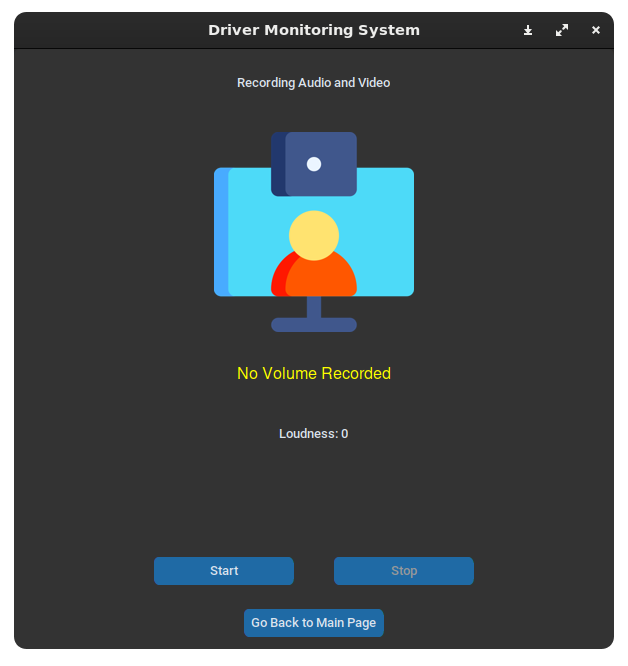 Driver Monitoring System
Recording Audio and Video
No Volume Recorded
Loudness: 0
Start
Stop
Go Back to Main Page